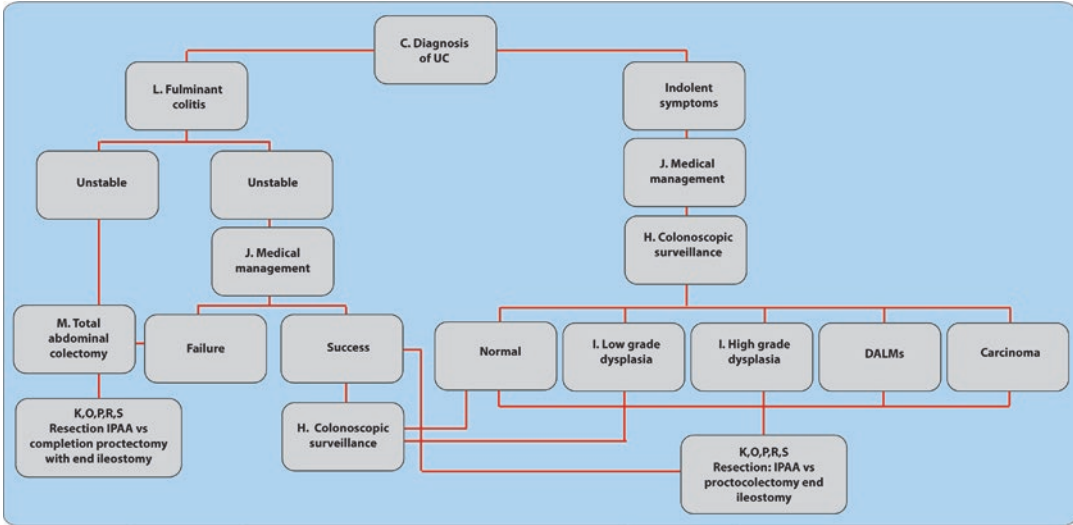 C. Diagnosis
of UC
L. Fulminant
colitis
Indolent
symptoms
Unstable
Unstable
J. Medical
management
H. Colonoscopic
surveillance
J. Medical
management
M. Total
abdominal
colectomy
Failure
Success
Normal
I. Low grade
dysplasia
I. High grade
dysplasia
DALMs
Carcinoma
K,O,P,R,S
Resection IPAA vs
completion proctectomy
with end ileostomy
H. Colonoscopic
surveillance
K,O,P,R,S
Resection: IPAA vs
proctocolectomy end
ileostomy